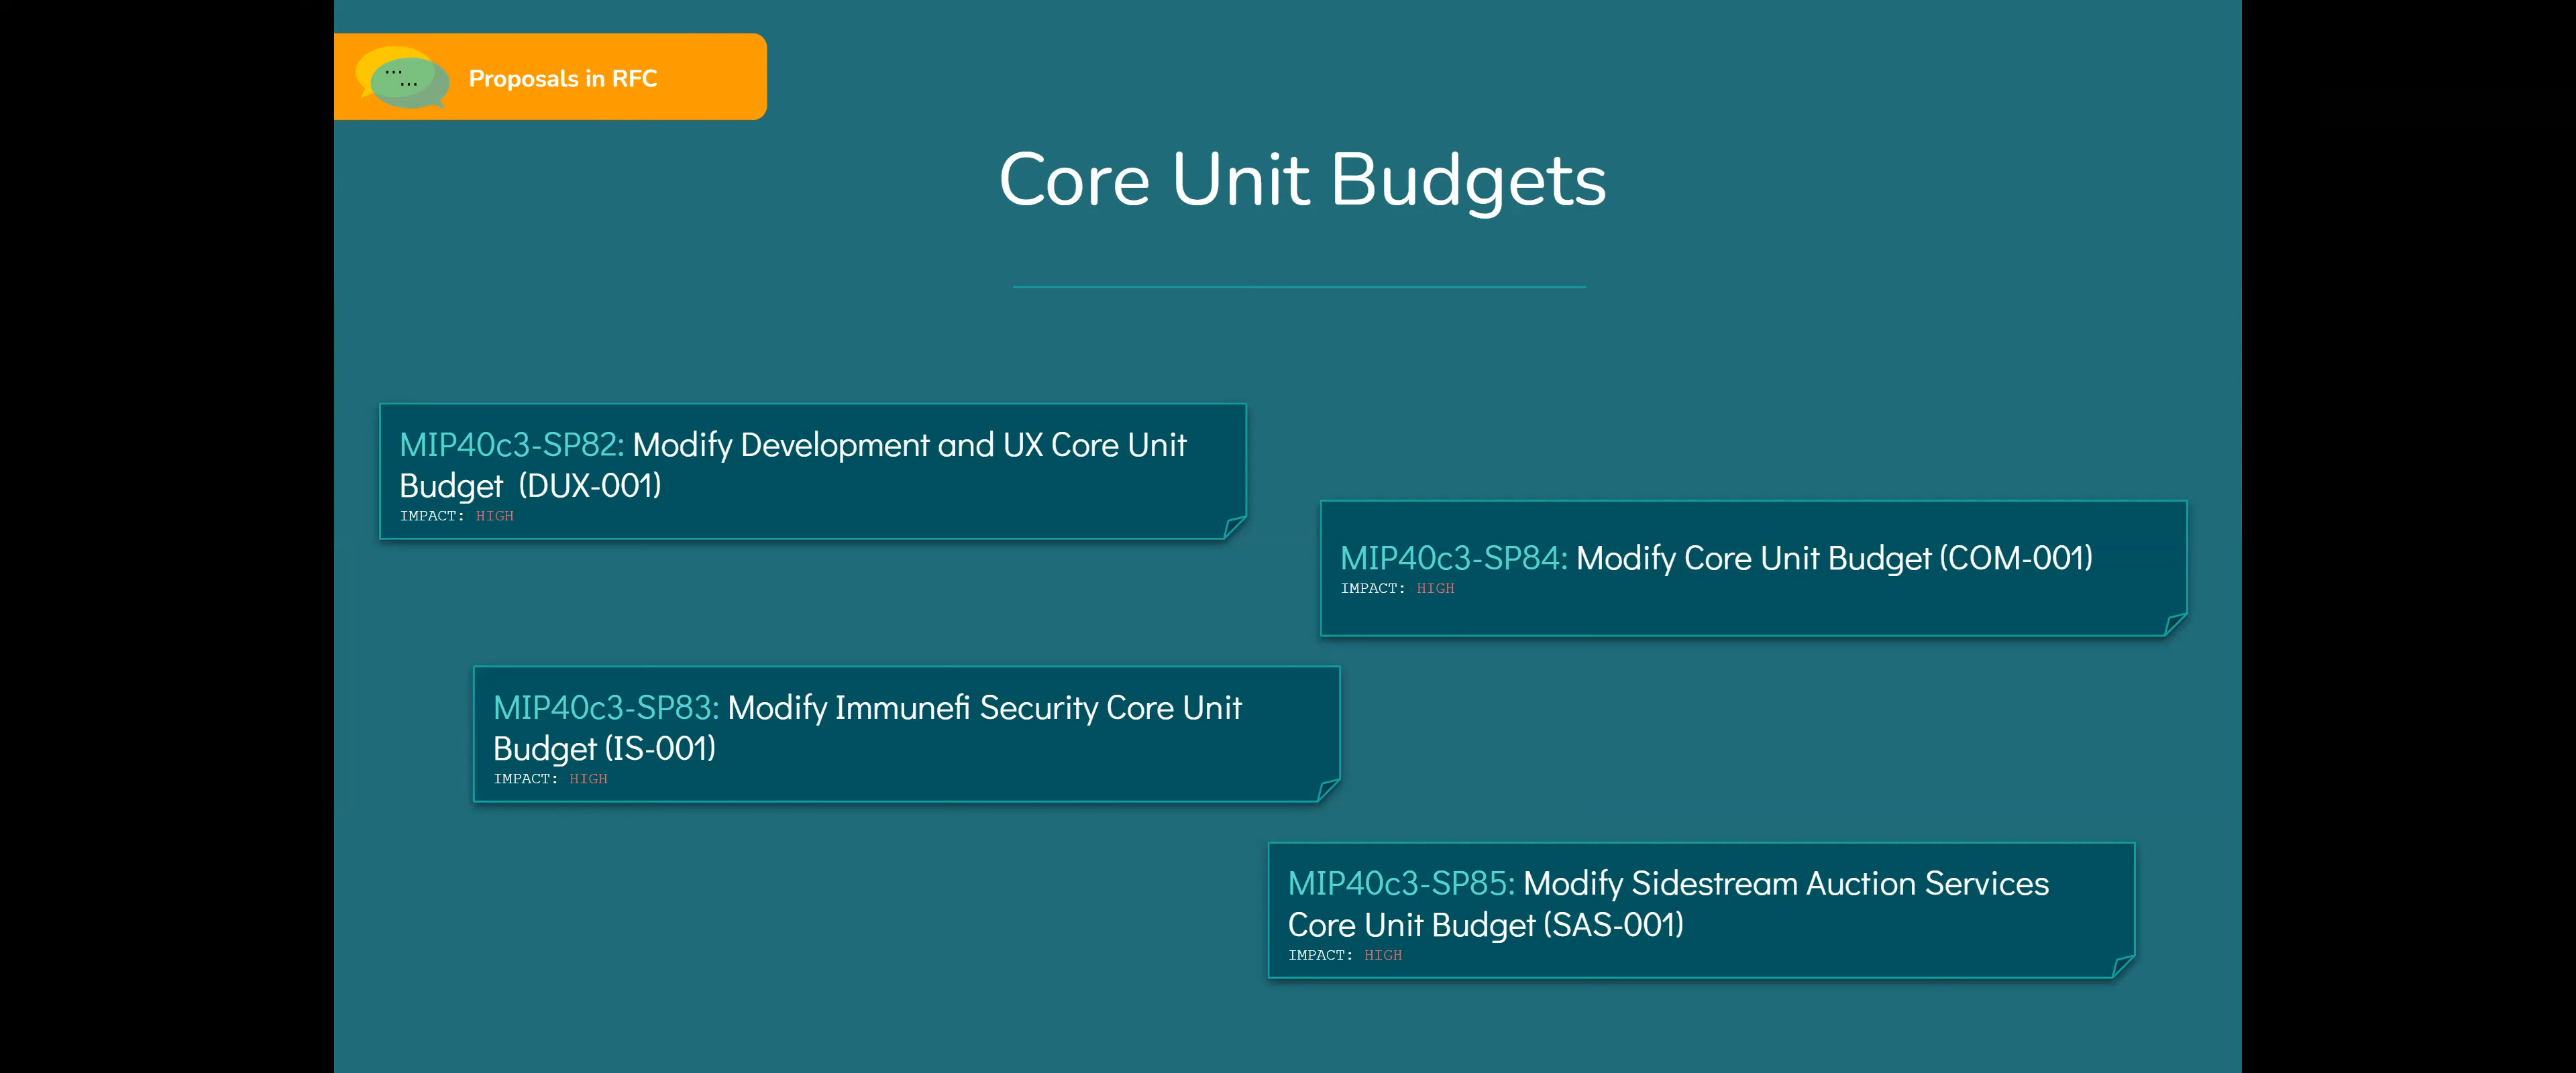 Proposals in RFC
Core Unit Budgets
MIP40c3-SP82: Modify Development and UX Core Unit
Budget (DUX-001)
IMPACT: HIGH
MIP40c3-SP84: Modify Core Unit Budget (COM-001)
IMPACT: HIGH
MIP40c3-SP83: Modify Immunefi Security Core Unit
Budget (IS-001)
IMPACT: HIGH
MIP40c3-SP85: Modify Sidestream Auction Services
Core Unit Budget (SAS-001)
IMPACT: HIGH